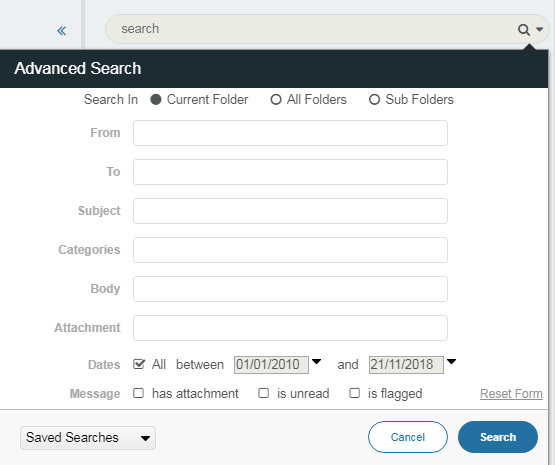 «
search
Advanced Search
Search In Current Folder All Folders Sub Folders
From
To
Subject
Categories
Body
Attachment
Dates All between 01/01/2010 and 21/11/2018
Message has attachment is unread is flagged Reset Form
Saved Searches Cancel Search